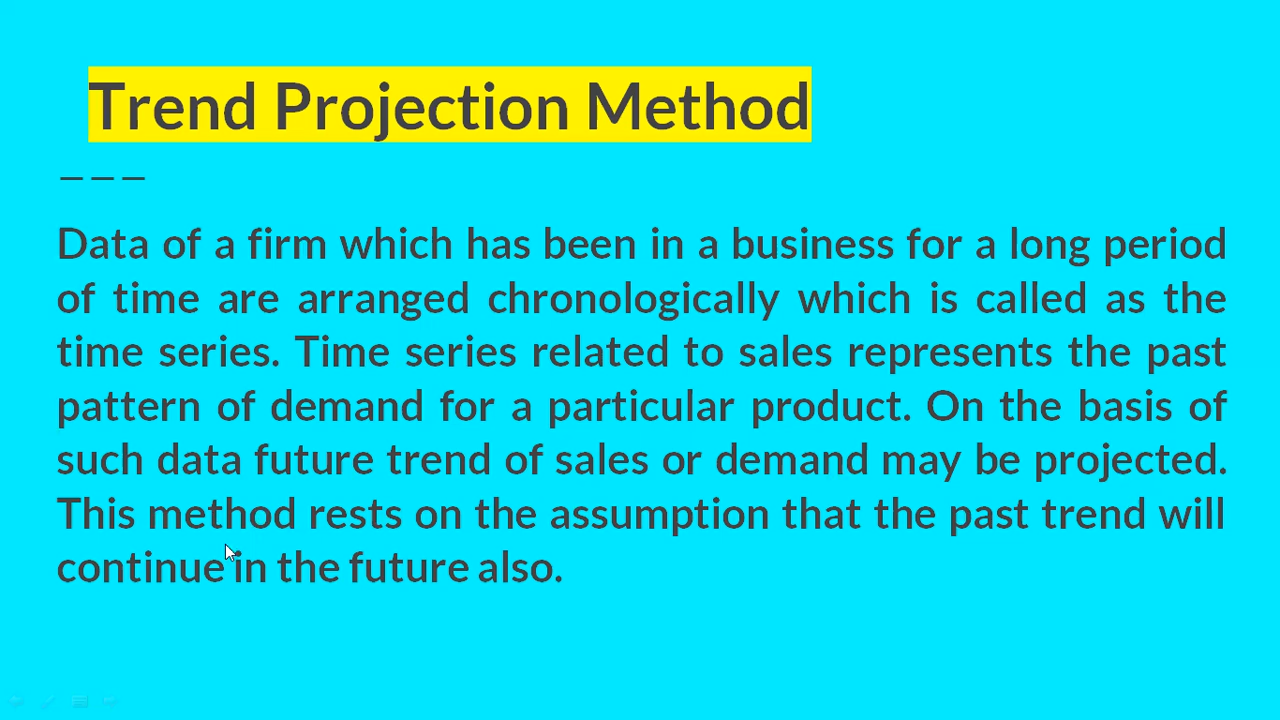 Trend Projection Method
Data of a firm which has been in a business for a long period
of time are arranged chronologically which is called as the
time series. Time series related to sales represents the past
pattern of demand for a particular product. On the basis of
such data future trend of sales or demand may be projected.
This method rests on the assumption that the past trend will
continue in the future also.